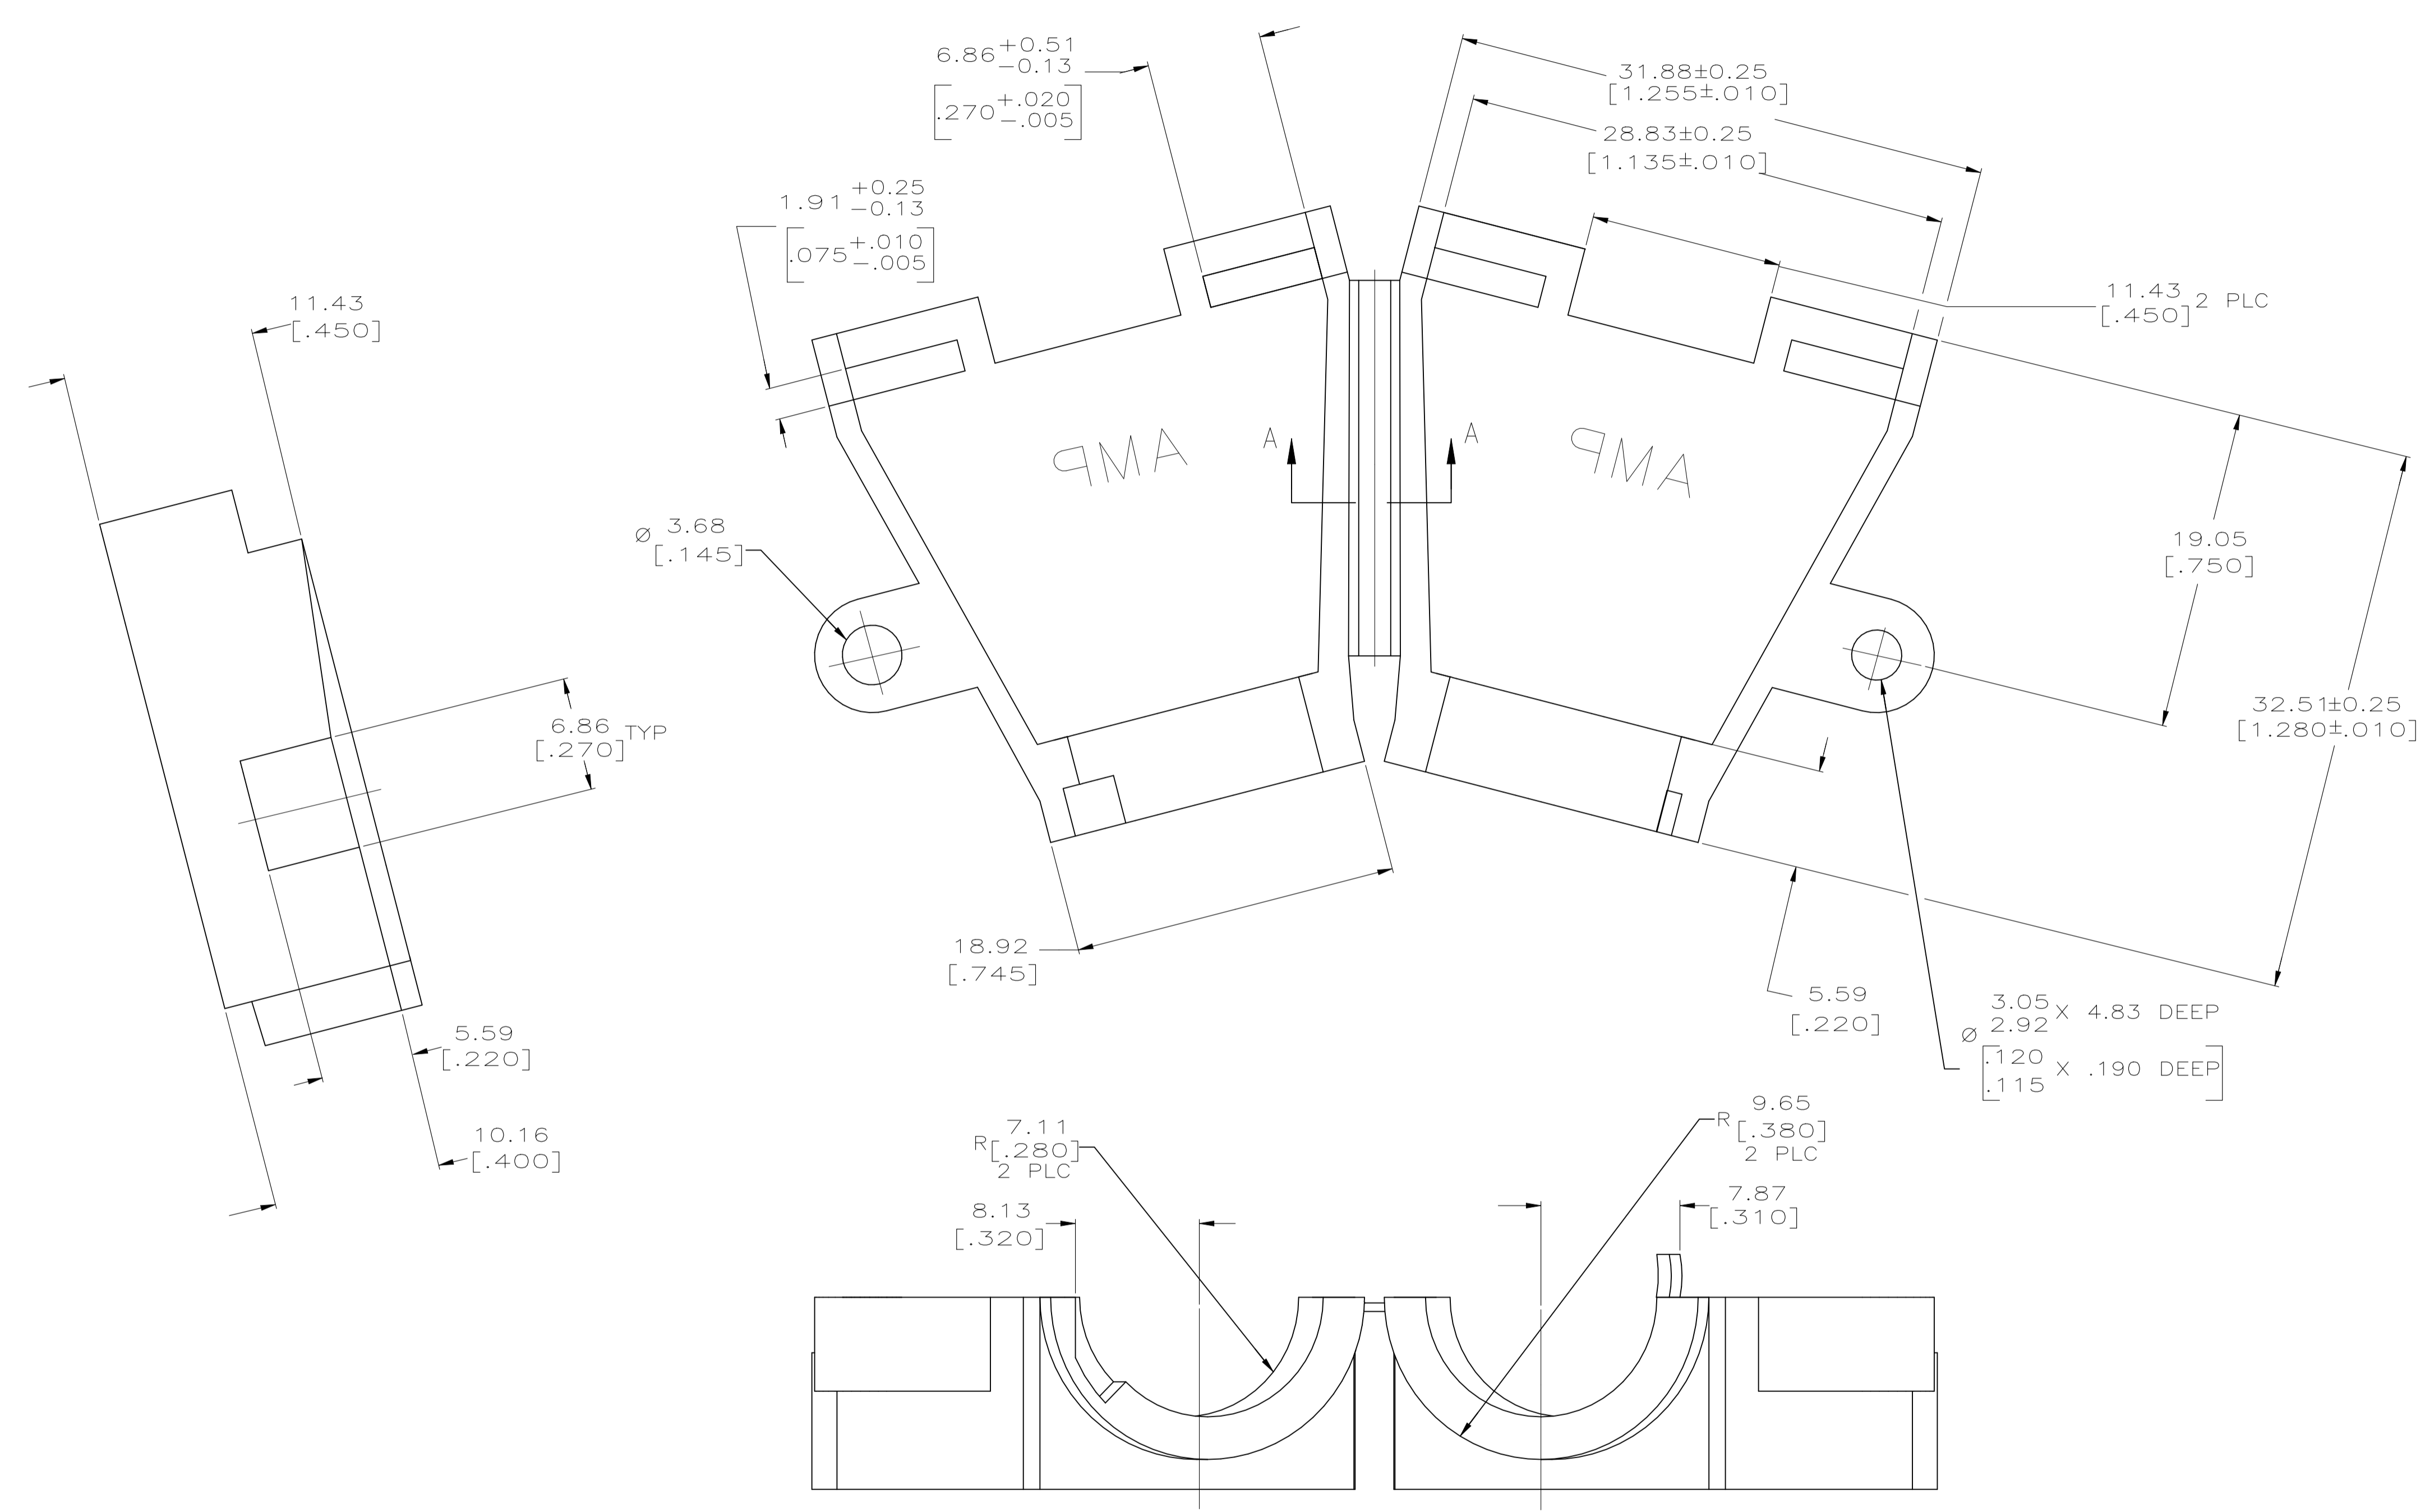 6.86 +0.51 -0.13
[.270 +.020 -.005]
31.88±0.25
[1.255±.010]
28.83±0.25
[1.135±.010]
1.91 +0.25 -0.13
[.075 +.010 -.005]
11.43
[.450]
11.43
[.450] 2 PLC
AMP
A
A
AMP
Ø 3.68
[.145]
19.05
[.750]
6.86
[.270] TYP
32.51±0.25
[1.280±.010]
18.92
[.745]
5.59
[.220]
Ø 3.05 2.92 X 4.83 DEEP
[.120 .115 X .190 DEEP]
5.59
[.220]
10.16
[.400]
R 7.11
[.280]
2 PLC
R 9.65
[.380]
2 PLC
8.13
[.320]
7.87
[.310]